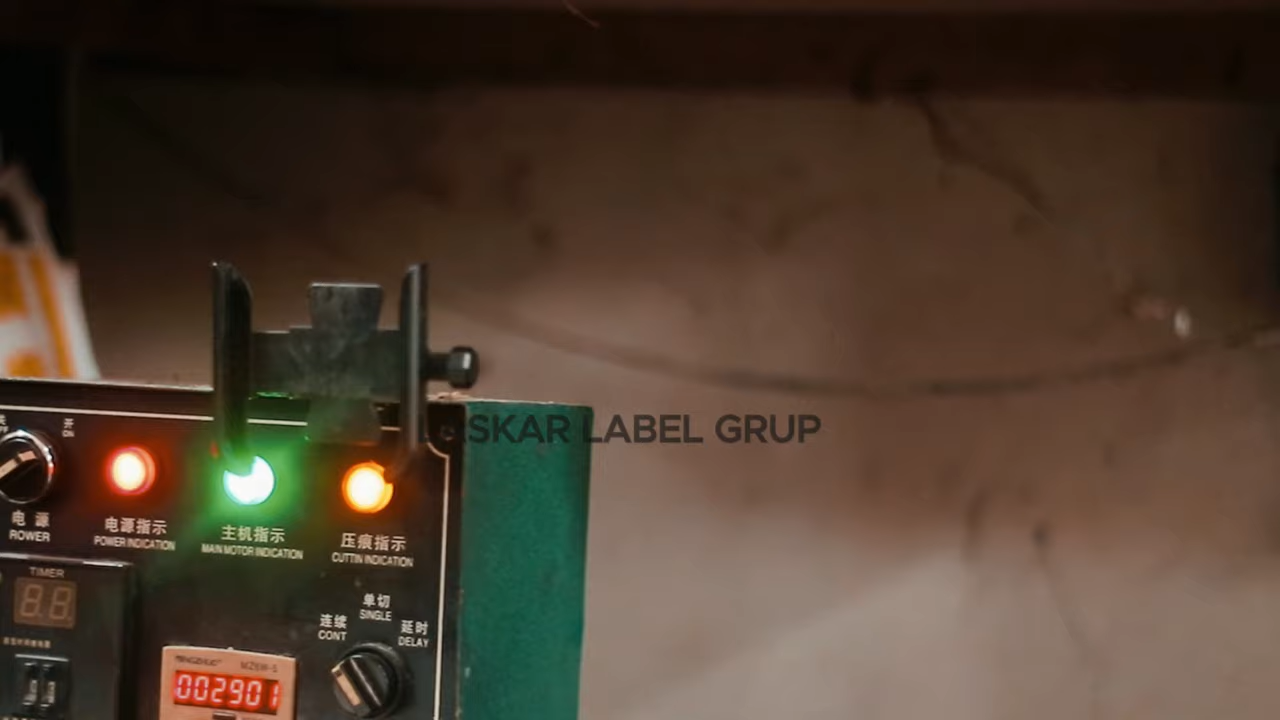 开
ON
电 源
ROWER
电源指示
POWER INDICATION
主机指示
MAIN MOTOR INDICATION
压痕指示
CUTTIN INDICATION
TIMER
8.8.
单切
SINGLE
连续
CONT
延时
DELAY
002901
SKAR LABEL GRUP